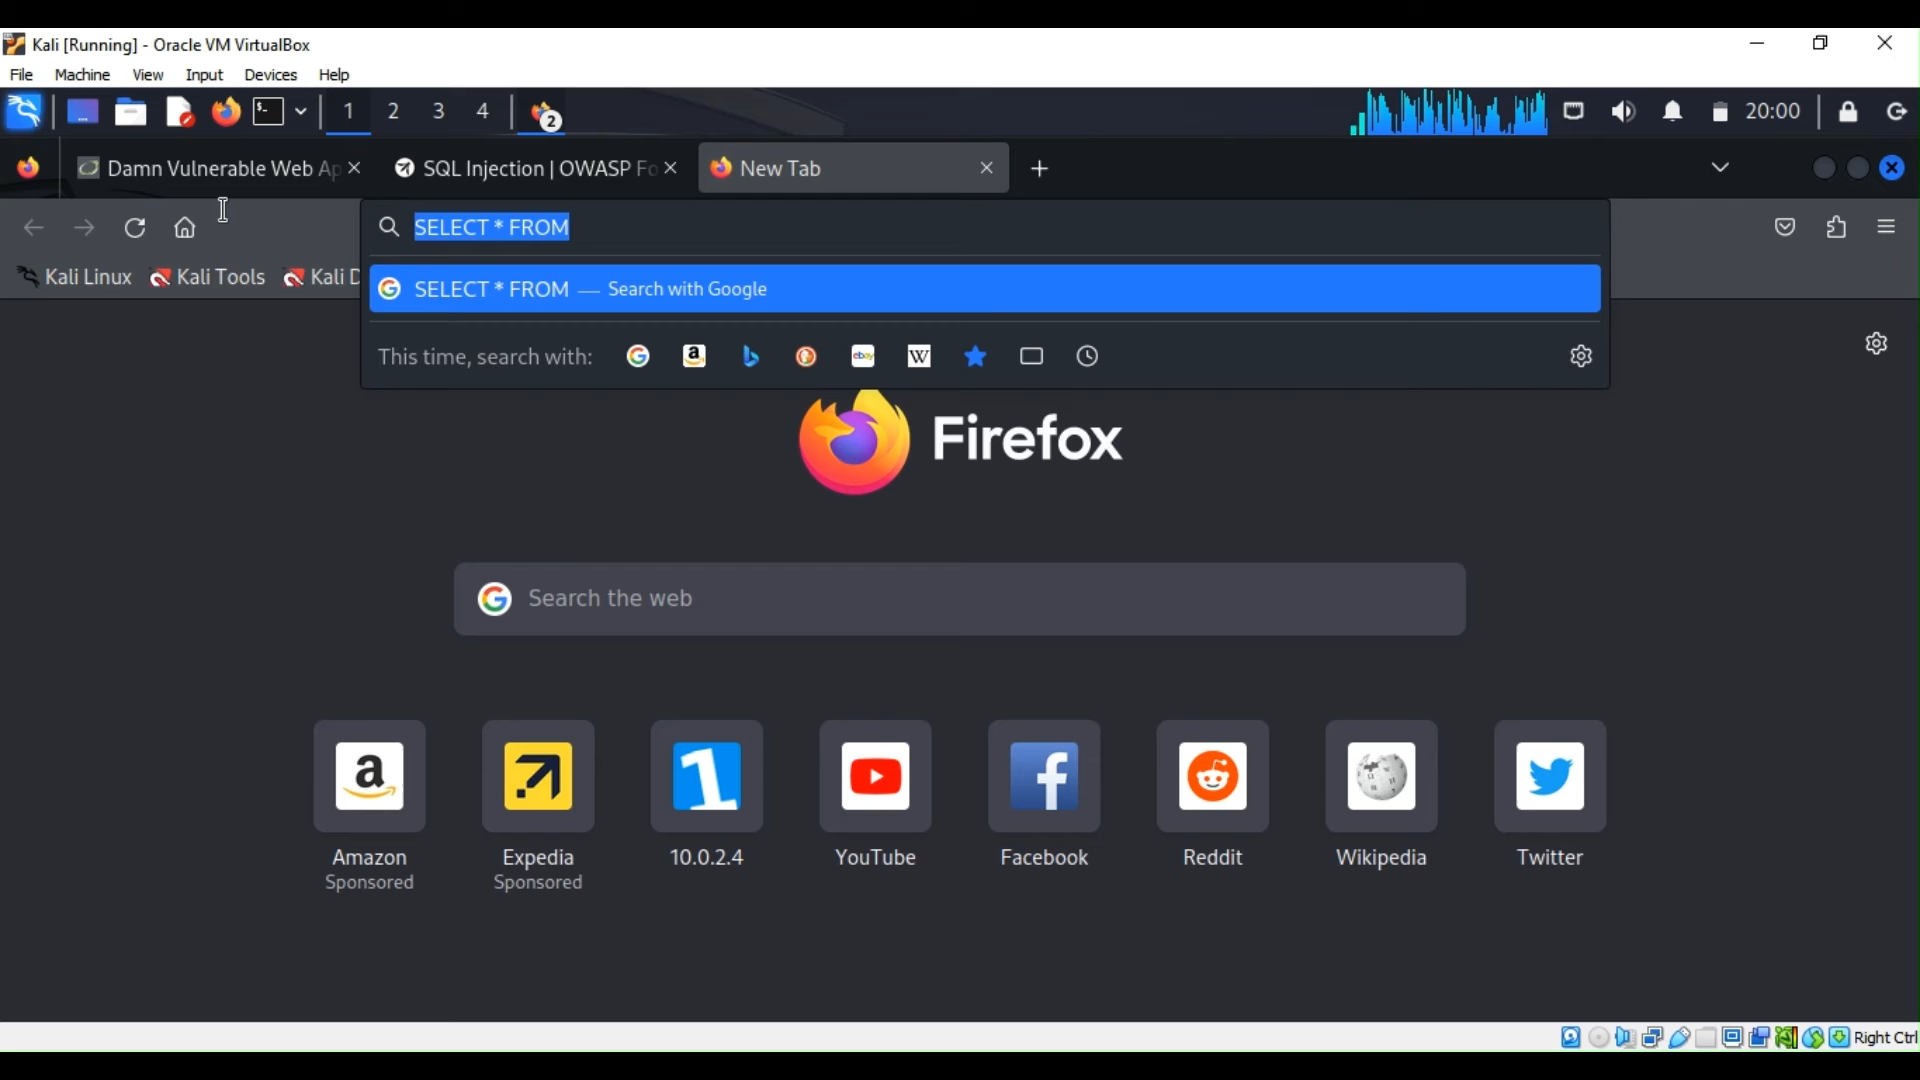 Kali [Running] - Oracle VM VirtualBox
File Machine View Input Devices Help
1 2 3 4 2 20:00
Damn Vulnerable Web Ap SQL Injection | OWASP Fo New Tab
SELECT * FROM
Kali Linux Kali Tools Kali D
SELECT * FROM — Search with Google
This time, search with:
Firefox
Search the web
Amazon Expedia 10.0.2.4 YouTube Facebook Reddit Wikipedia Twitter
Sponsored Sponsored
Right Ctrl